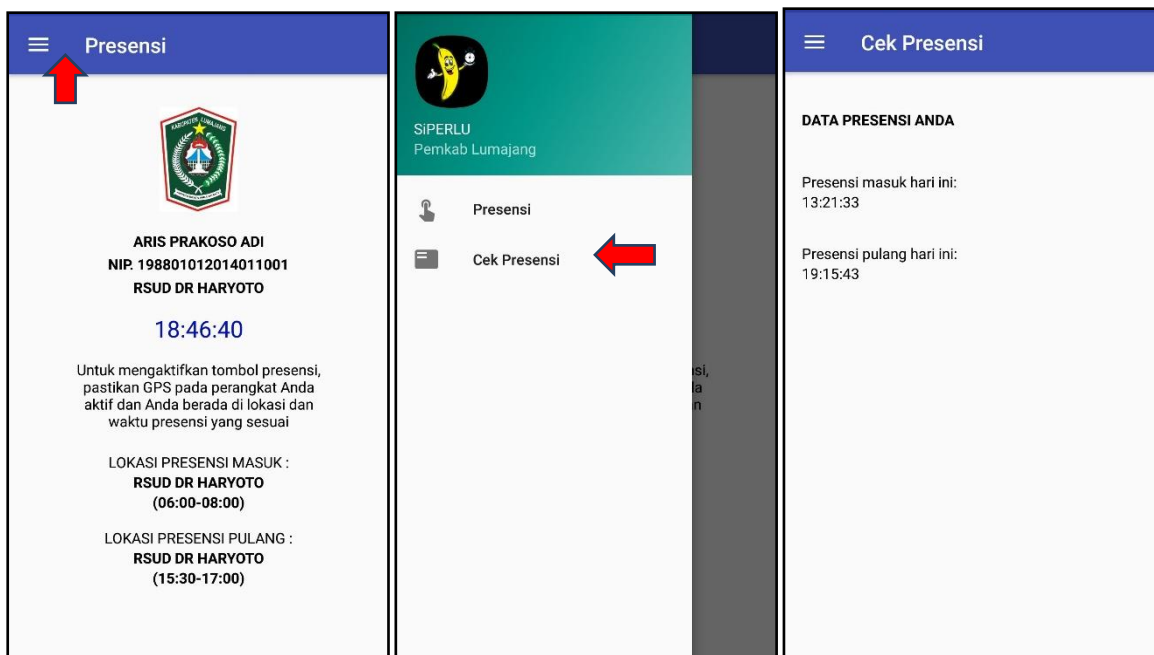 Presensi
KABUPATEN LUMAJANG
ARIS PRAKOSO ADI
NIP. 198801012014011001
RSUD DR HARYOTO
18:46:40
Untuk mengaktifkan tombol presensi,
pastikan GPS pada perangkat Anda
aktif dan Anda berada di lokasi dan
waktu presensi yang sesuai
LOKASI PRESENSI MASUK :
RSUD DR HARYOTO
(06:00-08:00)
LOKASI PRESENSI PULANG :
RSUD DR HARYOTO
(15:30-17:00)
SiPERLU
Pemkab Lumajang
Presensi
Cek Presensi
si,
la
n
Cek Presensi
DATA PRESENSI ANDA
Presensi masuk hari ini:
13:21:33
Presensi pulang hari ini:
19:15:43